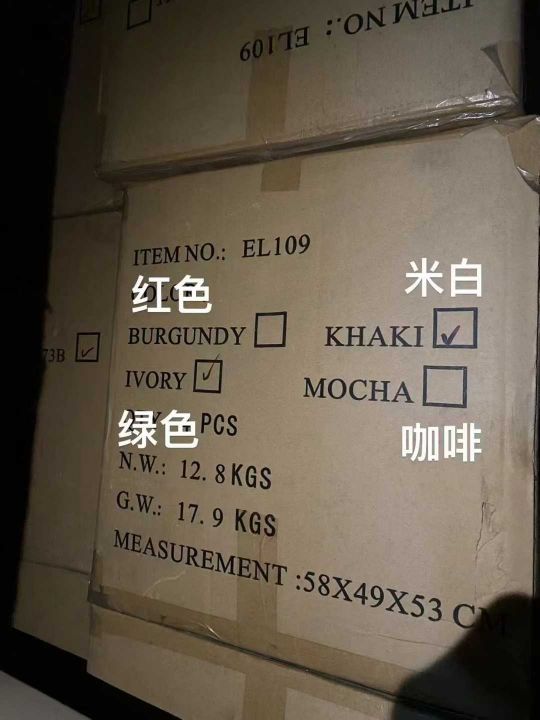 ITEM NO.: EL109
ITEM NO.: EL109
红色
米白
BURGUNDY
KHAKI
73B
IVORY
MOCHA
绿色
PCS
咖啡
N.W.: 12.8 KGS
G.W.: 17.9 KGS
MEASUREMENT :58X49X53 CM